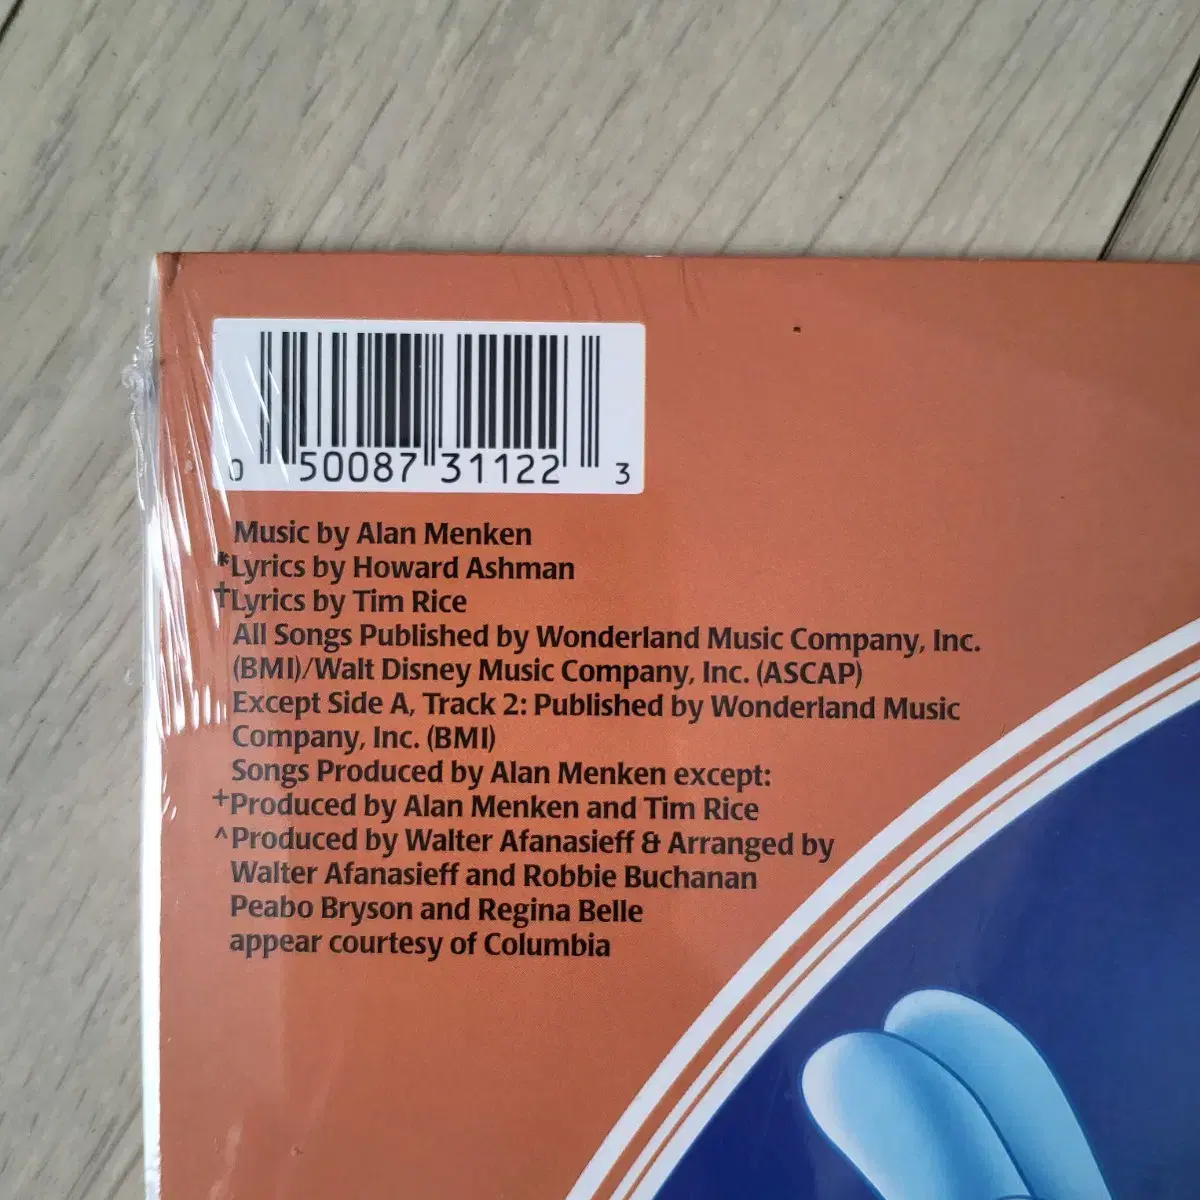 0 50087 31122 3
Music by Alan Menken
*Lyrics by Howard Ashman
†Lyrics by Tim Rice
All Songs Published by Wonderland Music Company, Inc.
(BMI)/Walt Disney Music Company, Inc. (ASCAP)
Except Side A, Track 2: Published by Wonderland Music
Company, Inc. (BMI)
Songs Produced by Alan Menken except:
+Produced by Alan Menken and Tim Rice
^Produced by Walter Afanasieff & Arranged by
Walter Afanasieff and Robbie Buchanan
Peabo Bryson and Regina Belle
appear courtesy of Columbia